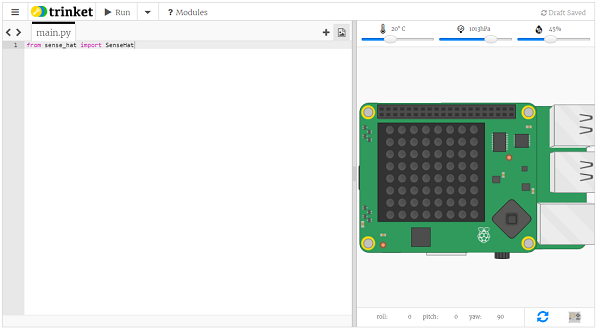 trinket Run ? Modules Draft Saved
main.py
1 from sense_hat import SenseHat
20° C 1013hPa 45%
roll: 0 pitch: 0 yaw: 90